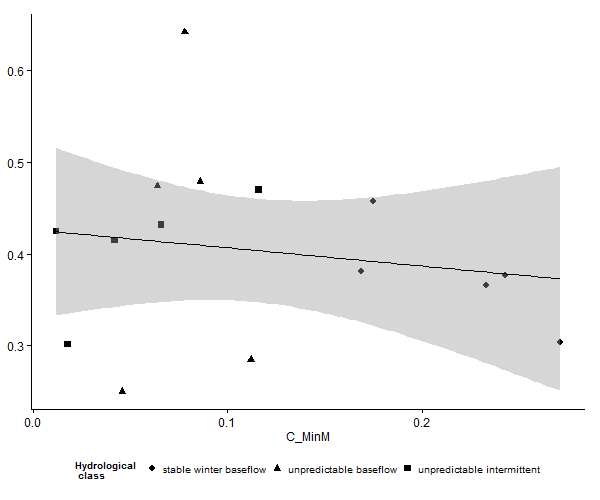 0.6
0.5
0.4
0.3
0.0 0.1 0.2
C_MinM
Hydrological
class
stable winter baseflow unpredictable baseflow unpredictable intermittent